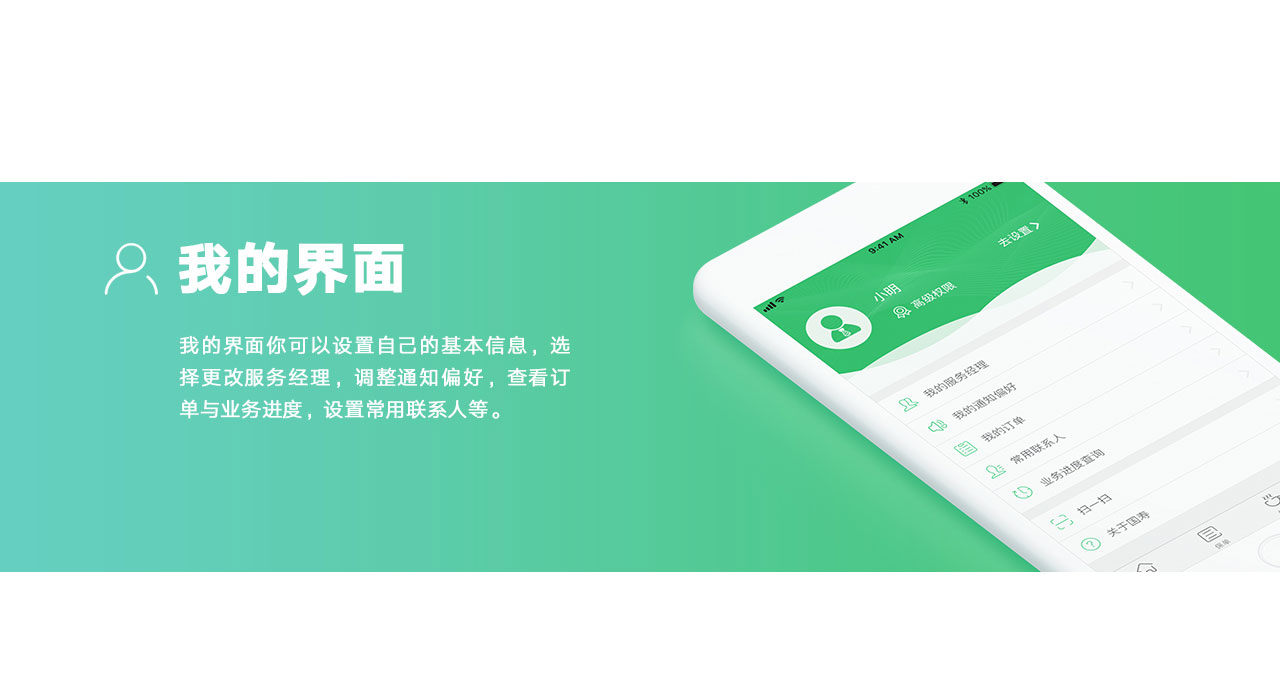 我的界面
我的界面你可以设置自己的基本信息，选
择更改服务经理，调整通知偏好，查看订
单与业务进度，设置常用联系人等。
9:41 AM
100%
去设置
小明
高级权限
我的服务经理
我的通知偏好
我的订单
常用联系人
业务进度查询
扫一扫
关于国寿
保单